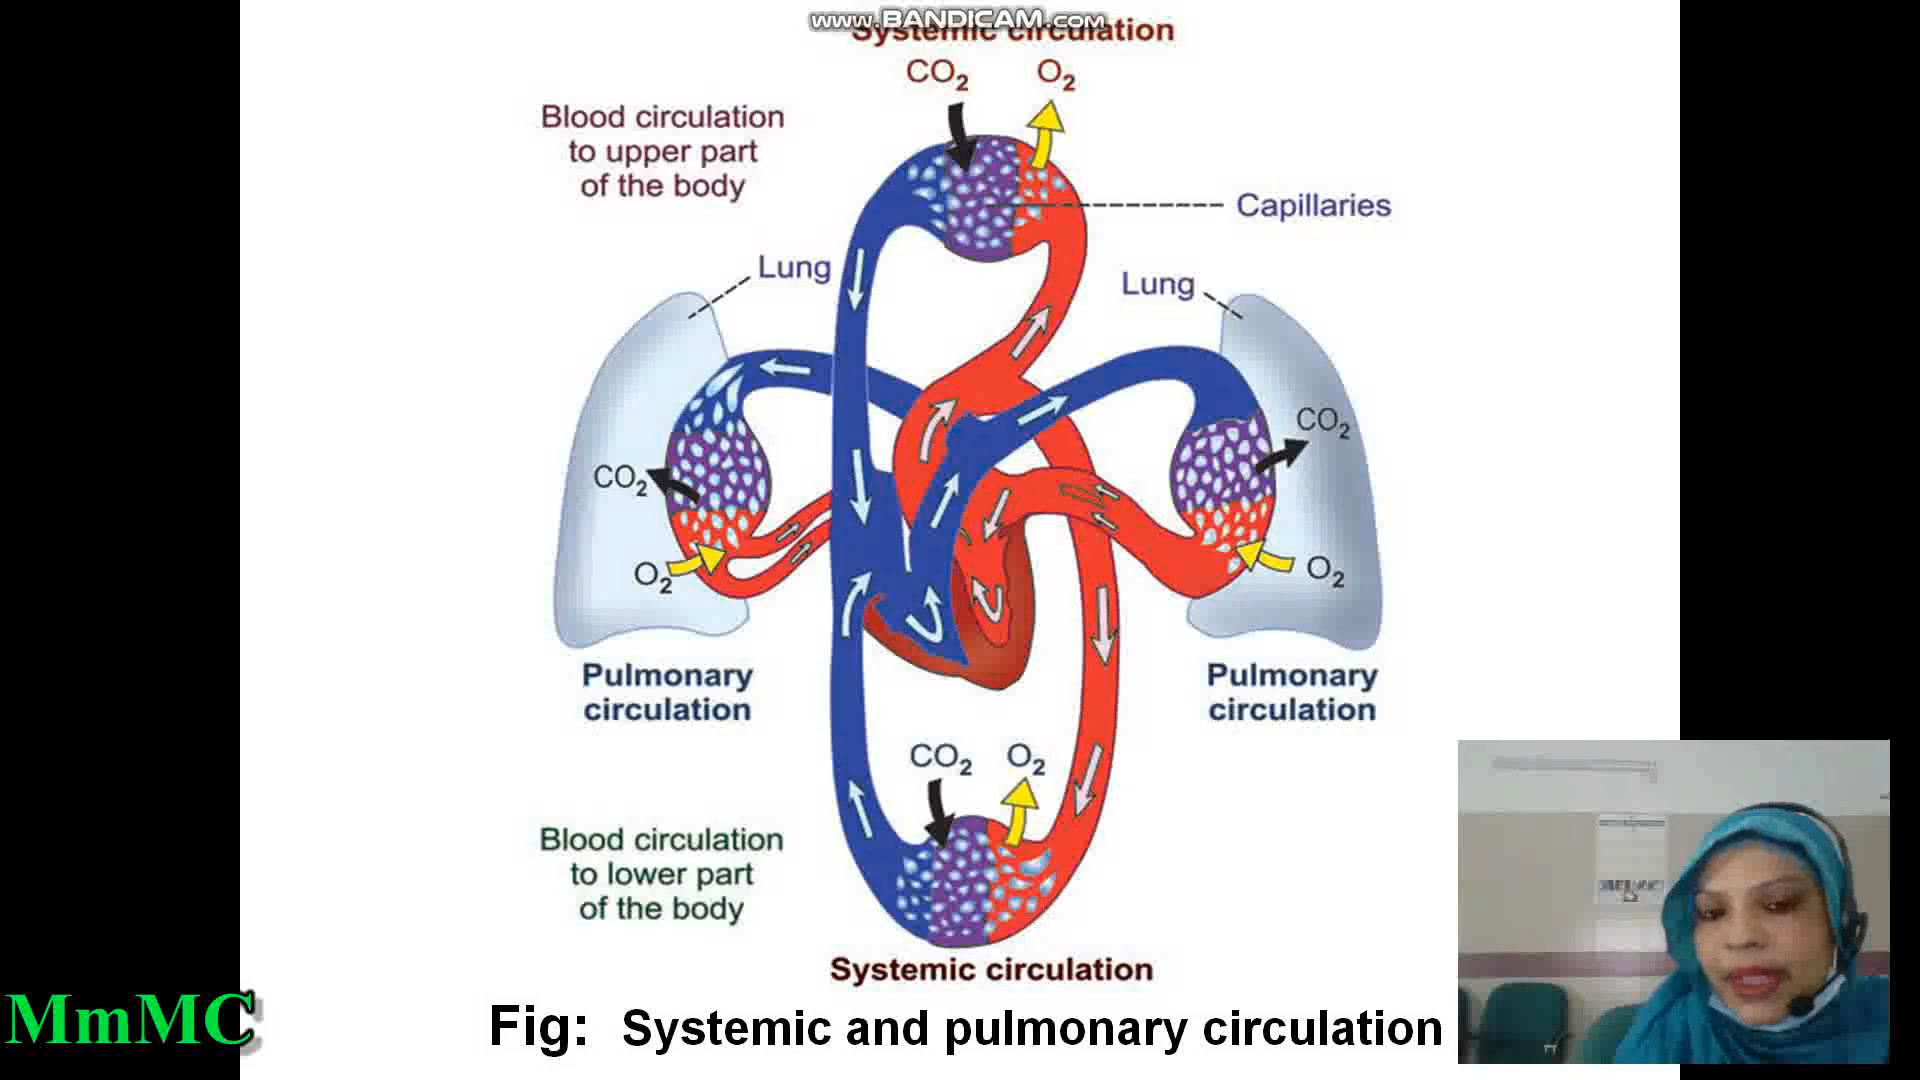 www.BANDICAM.com
Systemic circulation
CO2
O2
Blood circulation
to upper part
of the body
Capillaries
Lung
Lung
CO2
CO2
O2
O2
Pulmonary
circulation
Pulmonary
circulation
CO2
O2
Blood circulation
to lower part
of the body
Systemic circulation
MmMC
Fig: Systemic and pulmonary circulation